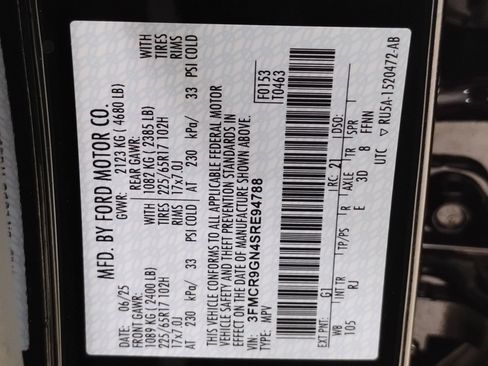 MFD. BY FORD MOTOR CO.
DATE: 06/25 GVWR: 2123 KG ( 4680 LB)
FRONT GAWR: REAR GAWR: WITH
1089 KG (2400 LB) 1082 KG (2385 LB) TIRES
225/65R17 102H 225/65R17 102H RIMS
17x7.0J 17x7.0J
AT 230 kPa/ 33 PSI COLD AT 230 kPa/ 33 PSI COLD
THIS VEHICLE CONFORMS TO ALL APPLICABLE FEDERAL MOTOR
VEHICLE SAFETY AND THEFT PREVENTION STANDARDS IN
EFFECT ON THE DATE OF MANUFACTURE SHOWN ABOVE.
VIN: 3FMCR9GN4SRE94788
TYPE: MPV
F0153
T0463
EXT PNT: G1 RC: 21 DSO:
WB INT TR TP/PS R AXLE TR SPR
105 RJ E 3D 8 FFNN
UTC ▽ RU5A-1520472-AB